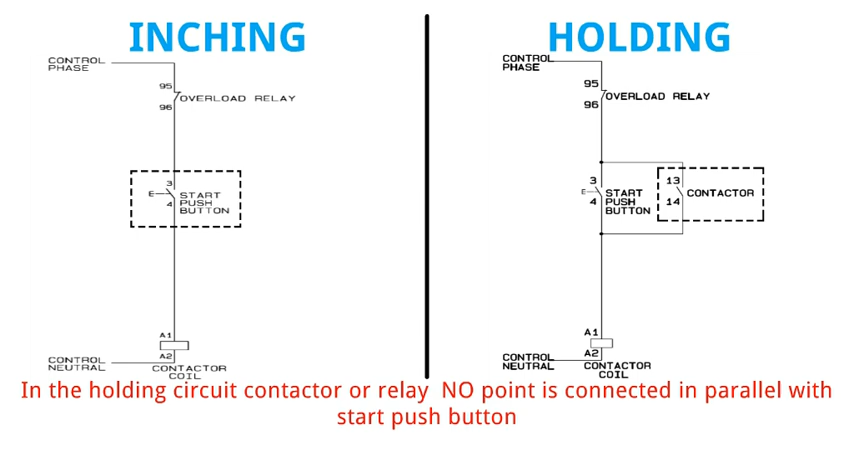 INCHING
CONTROL
PHASE
95
96
OVERLOAD RELAY
3
E
4
START
PUSH
BUTTON
A1
A2
CONTROL
NEUTRAL
CONTACTOR
COIL
HOLDING
CONTROL
PHASE
95
96
OVERLOAD RELAY
3
E
4
START
PUSH
BUTTON
13
14
CONTACTOR
A1
A2
CONTROL
NEUTRAL
CONTACTOR
COIL
In the holding circuit contactor or relay NO point is connected in parallel with
start push button